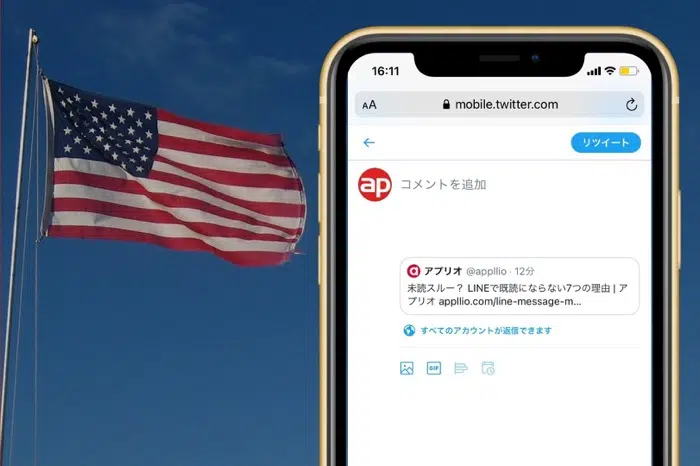 16:11
AA mobile.twitter.com
リツイート
ap コメントを追加
アプリオ @appllio · 12分
未読スルー? LINEで既読にならない7つの理由 | ア
プリオ appllio.com/line-message-m...
すべてのアカウントが返信できます
GIF